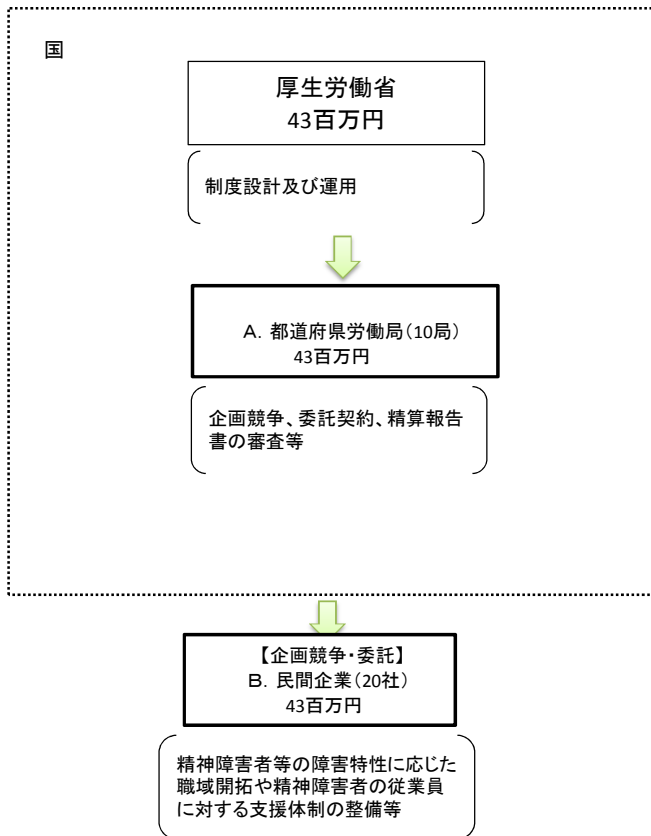 国
厚生労働省
43百万円
制度設計及び運用
A．都道府県労働局（10局）
43百万円
企画競争、委託契約、精算報告
書の審査等
【企画競争・委託】
B．民間企業（20社）
43百万円
精神障害者等の障害特性に応じた
職域開拓や精神障害者の従業員
に対する支援体制の整備等